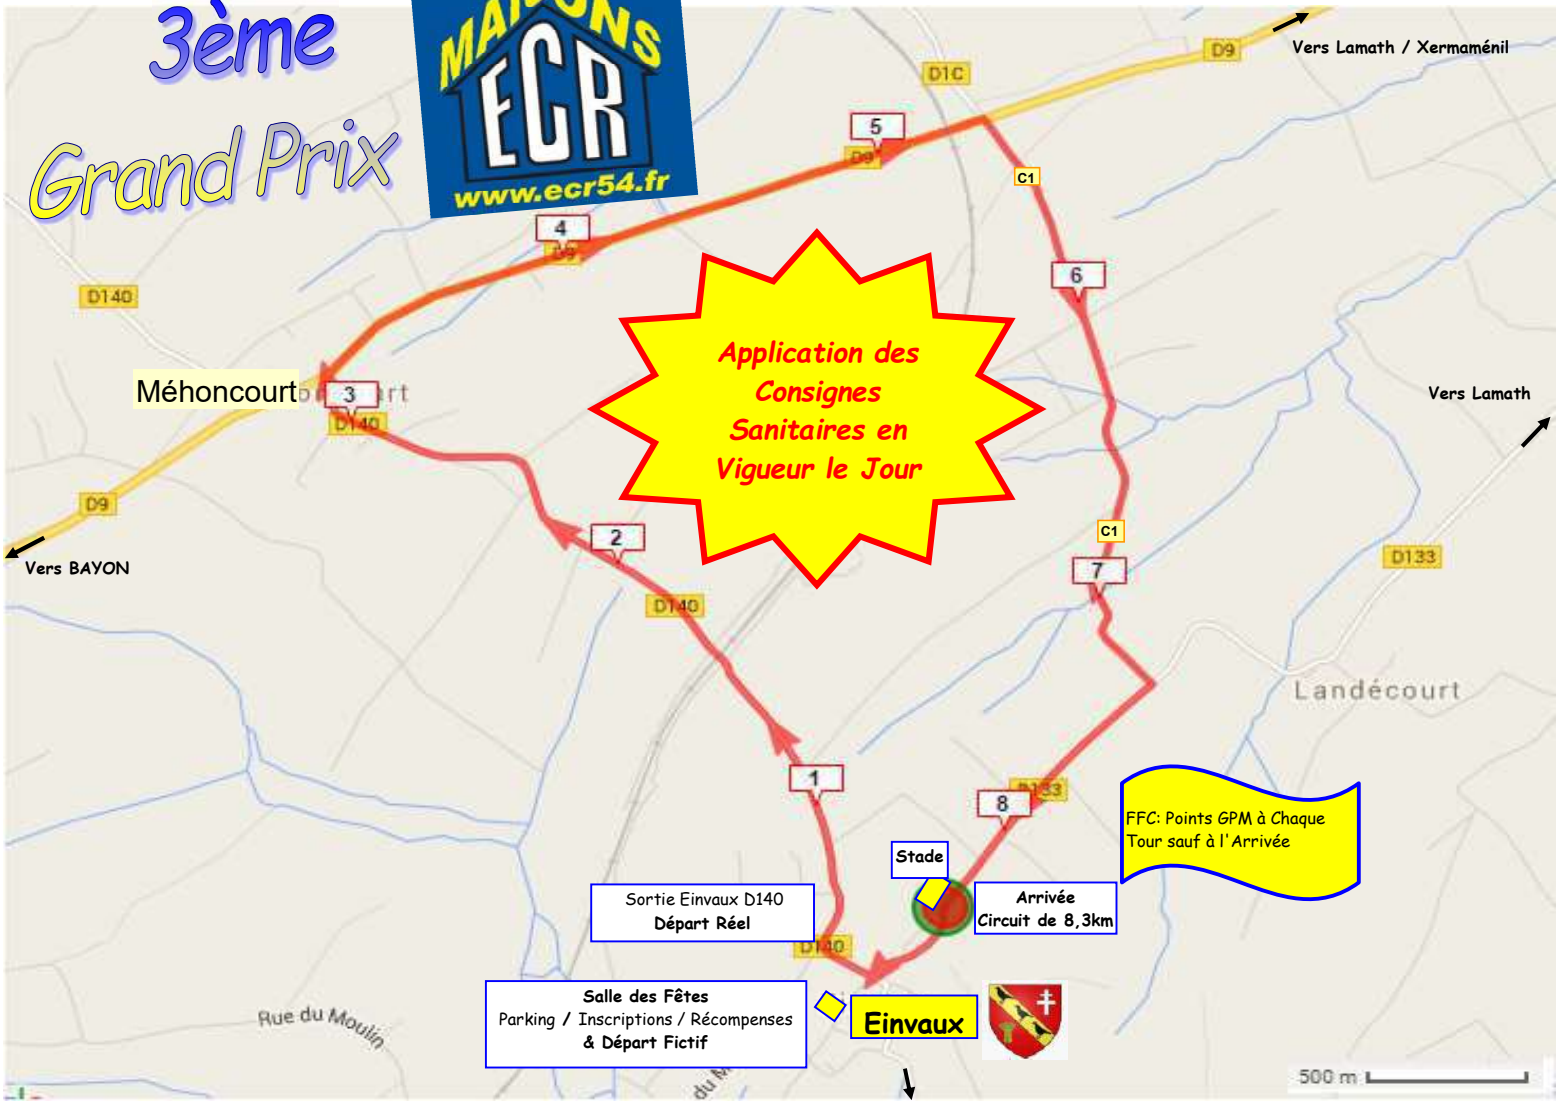 3ème
Grand Prix
MAISONS
ECR
www.ecr54.fr
D1C
D9
Vers Lamath / Xermaménil
5
D9
C1
4
D9
6
D140
Application des
Consignes
Sanitaires en
Vigueur le Jour
Méhoncourt
3
D140
Vers Lamath
D9
Vers BAYON
2
C1
7
D133
D140
Landécourt
1
D133
8
FFC: Points GPM à Chaque
Tour sauf à l'Arrivée
Stade
Sortie Einvaux D140
Départ Réel
Arrivée
Circuit de 8,3km
D140
Salle des Fêtes
Parking / Inscriptions / Récompenses
& Départ Fictif
Einvaux
Rue du Moulin
du M
500 m